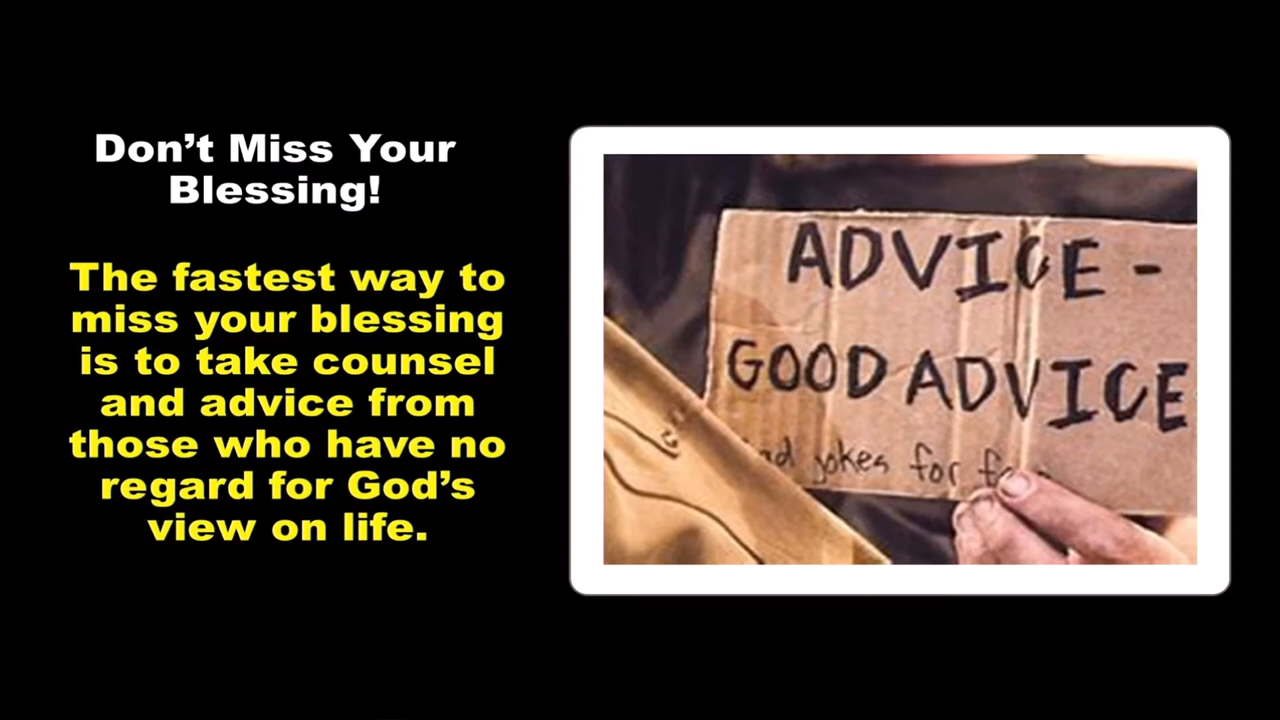 Don’t Miss Your
Blessing!
The fastest way to
miss your blessing
is to take counsel
and advice from
those who have no
regard for God’s
view on life.
ADVICE -
GOOD ADVICE
jokes for